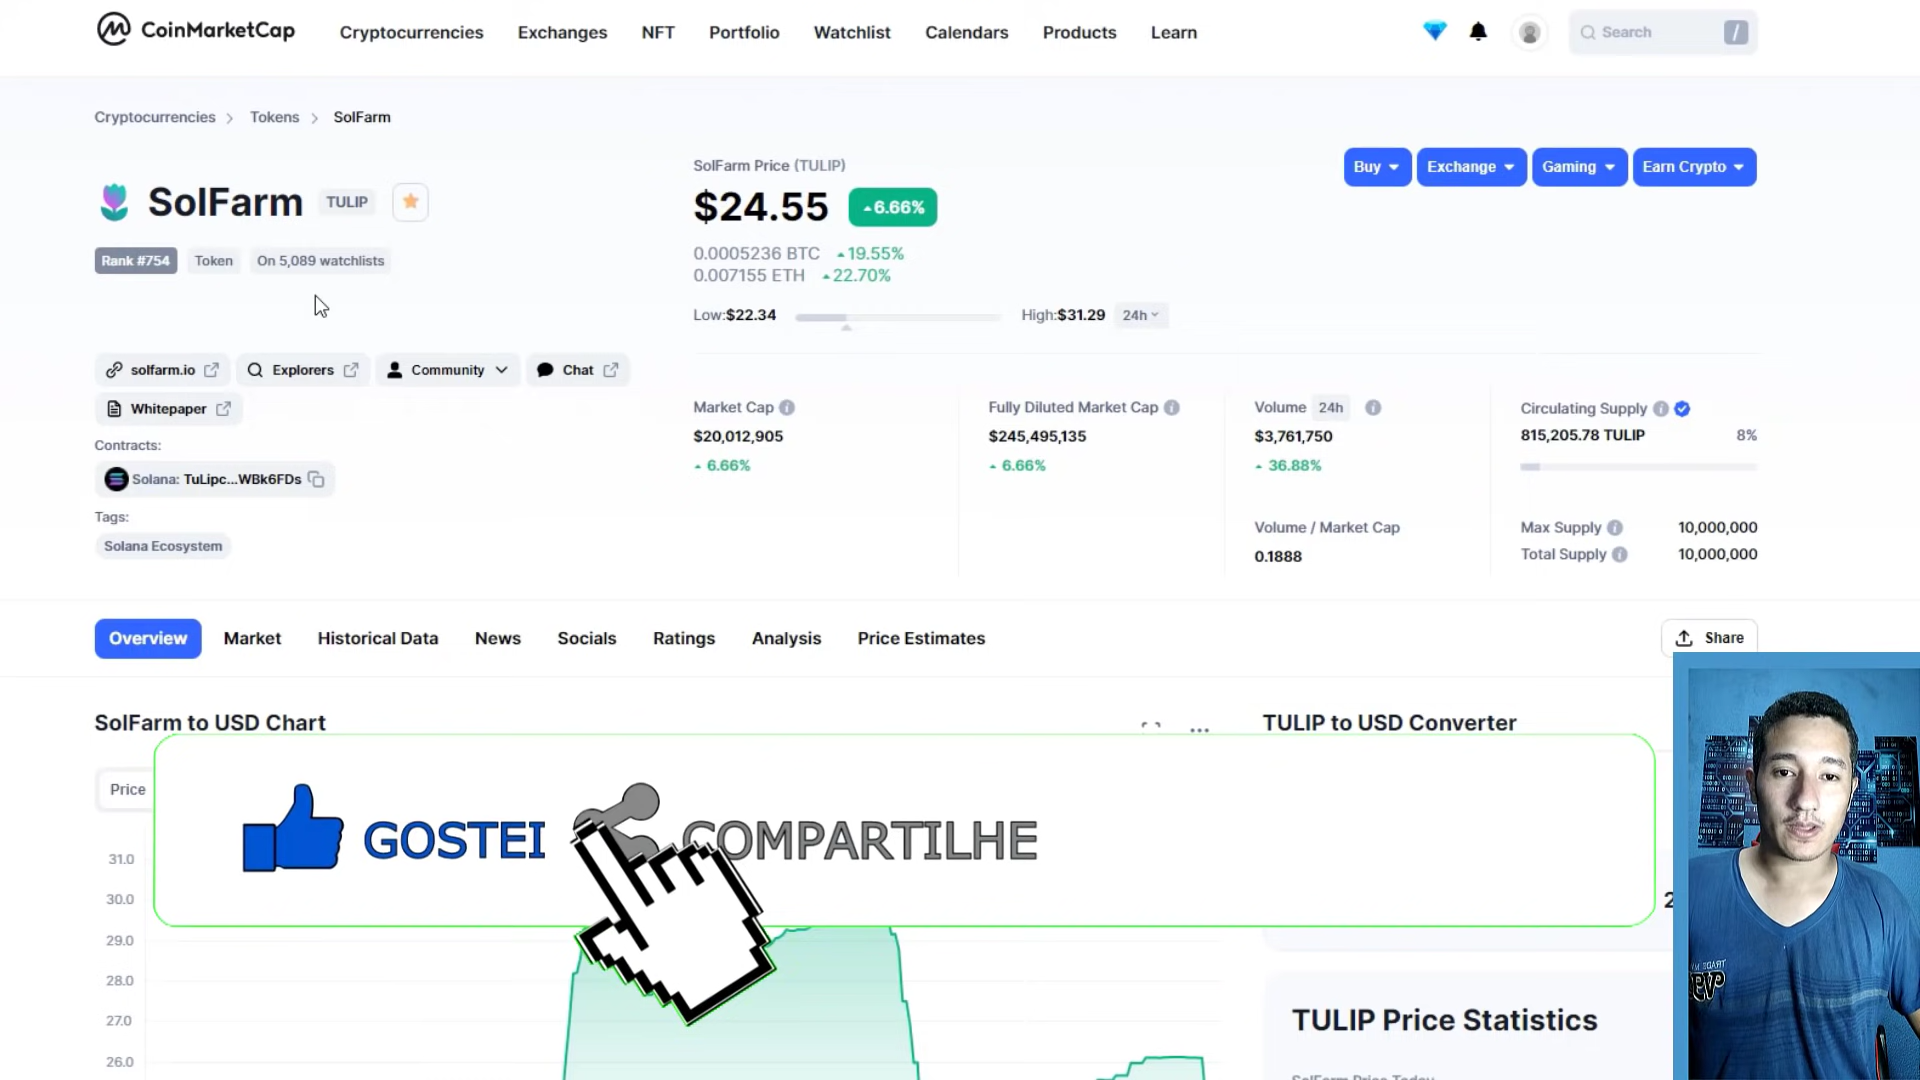 CoinMarketCap
Cryptocurrencies Exchanges NFT Portfolio Watchlist Calendars Products Learn
Search /
Cryptocurrencies > Tokens > SolFarm
SolFarm TULIP
Rank #754 Token On 5,089 watchlists
solfarm.io Explorers Community Chat
Whitepaper
Contracts:
Solana: TuLipc...WBk6FDs
Tags:
Solana Ecosystem
SolFarm Price (TULIP)
$24.55 6.66%
0.0005236 BTC 19.55%
0.007155 ETH 22.70%
Low:$22.34 High:$31.29 24h
Buy Exchange Gaming Earn Crypto
Market Cap
$20,012,905
6.66%
Fully Diluted Market Cap
$245,495,135
6.66%
Volume 24h
$3,761,750
36.88%
Volume / Market Cap
0.1888
Circulating Supply
815,205.78 TULIP 8%
Max Supply 10,000,000
Total Supply 10,000,000
Overview Market Historical Data News Socials Ratings Analysis Price Estimates
Share
SolFarm to USD Chart
TULIP to USD Converter
Price
GOSTEI COMPARTILHE
31.0
30.0
29.0
28.0
27.0
26.0
TULIP Price Statistics